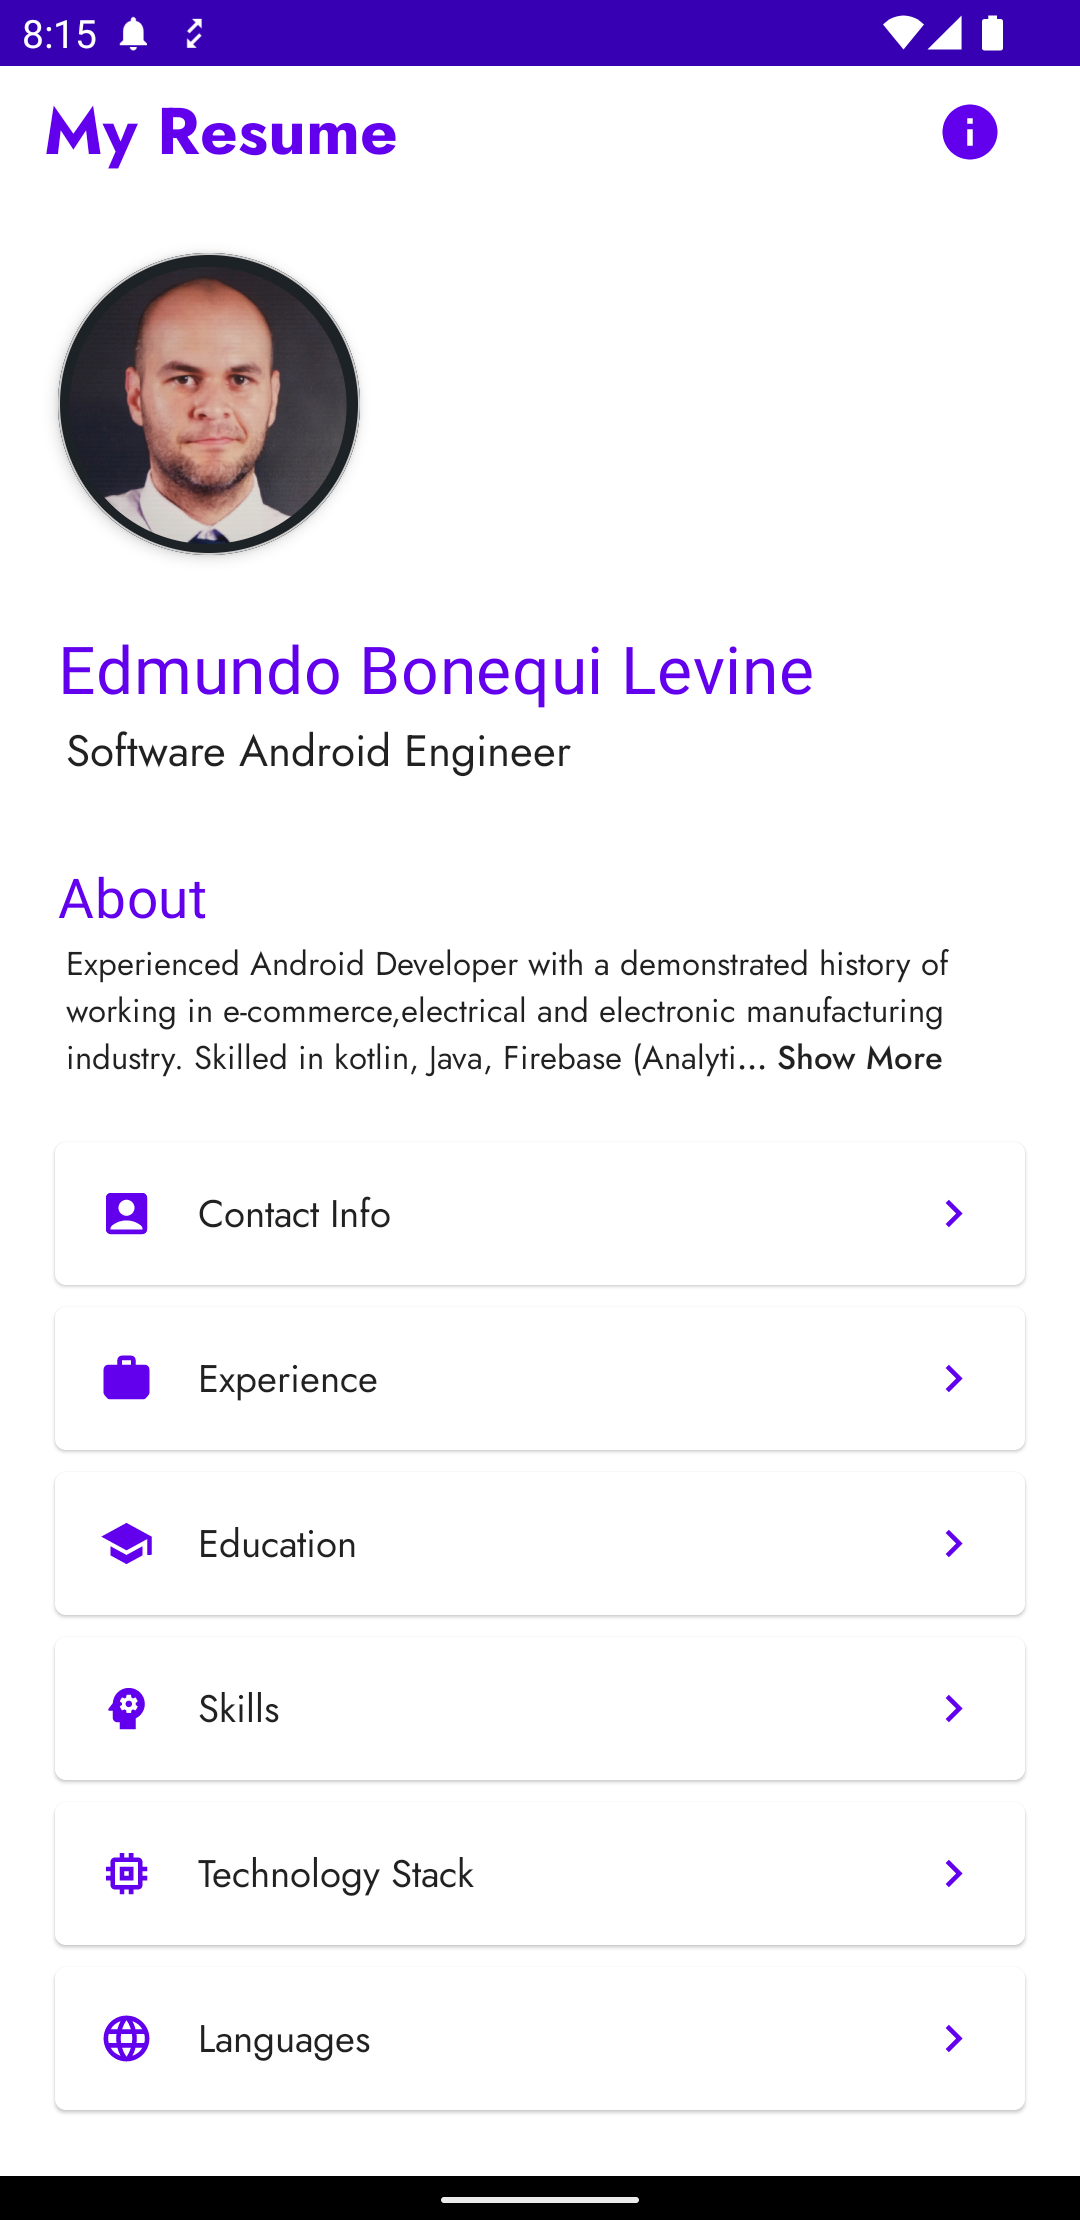 8:15
My Resume
Edmundo Bonequi Levine
Software Android Engineer
About
Experienced Android Developer with a demonstrated history of
working in e-commerce,electrical and electronic manufacturing
industry. Skilled in kotlin, Java, Firebase (Analyti... Show More
Contact Info
Experience
Education
Skills
Technology Stack
Languages